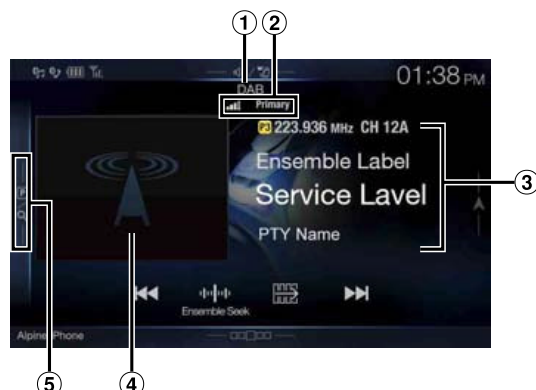 ① ②
01:38 PM
DAB
Primary
P3 223.936 MHz CH 12A
Ensemble Label
Service Lavel
PTY Name
③
P
Ensemble Seek
Alpine Phone
⑤ ④